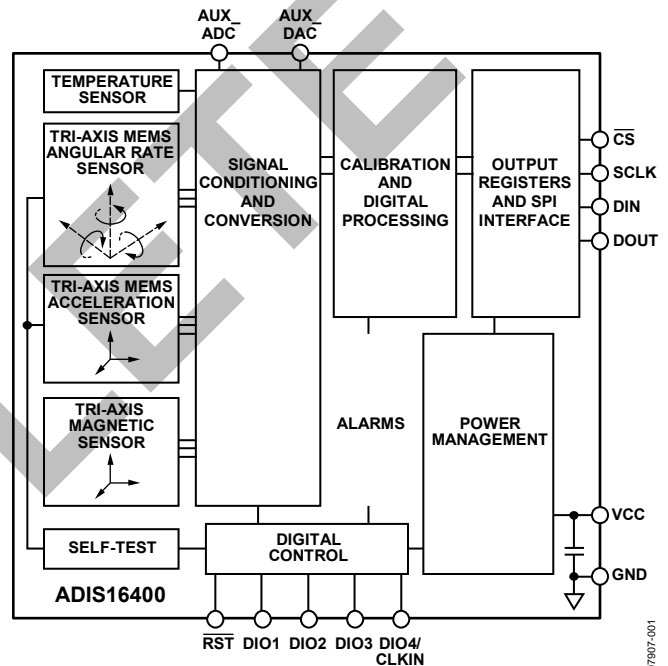 AUX_
ADC
AUX_
DAC
TEMPERATURE
SENSOR
TRI-AXIS MEMS
ANGULAR RATE
SENSOR
SIGNAL
CONDITIONING
AND
CONVERSION
CALIBRATION
AND
DIGITAL
PROCESSING
OUTPUT
REGISTERS
AND SPI
INTERFACE
CS
SCLK
DIN
DOUT
TRI-AXIS MEMS
ACCELERATION
SENSOR
TRI-AXIS
MAGNETIC
SENSOR
ALARMS
POWER
MANAGEMENT
VCC
SELF-TEST
DIGITAL
CONTROL
GND
ADIS16400
RST DIO1 DIO2 DIO3 DIO4/
CLKIN
7907-001
LETE